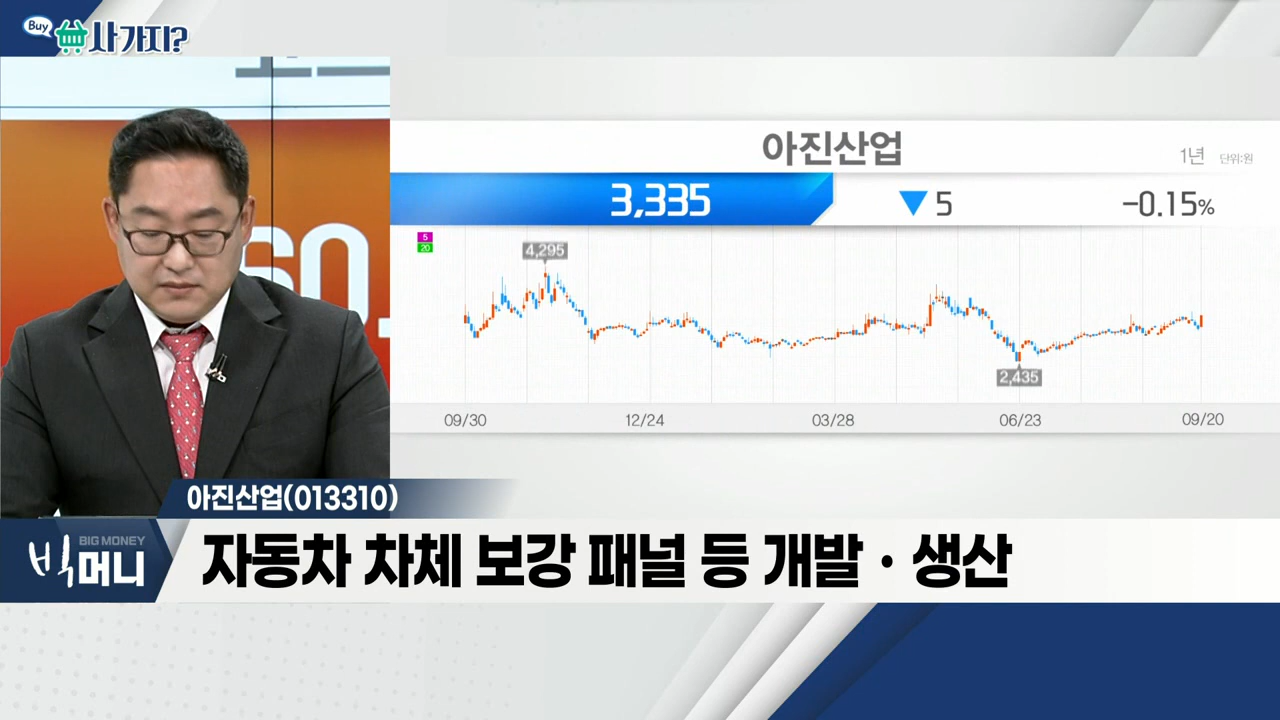 Buy
사 가지?
아진산업
1년 단위:원
3,335 ▼ 5 -0.15%
5
20
4,295
2,435
09/30 12/24 03/28 06/23 09/20
아진산업(013310)
BIG MONEY
빅머니
자동차 차체 보강 패널 등 개발 · 생산